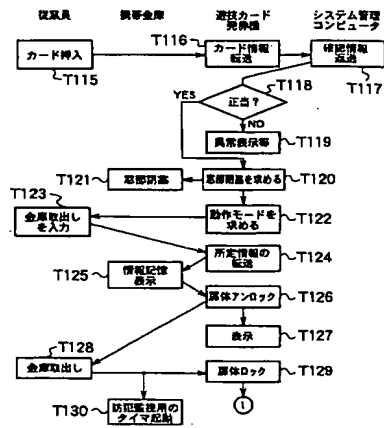 従業員
携帯金庫
遊技カード
発券機
システム管理
コンピュータ
T116
カード挿入
カード情報
転送
確認情報
返送
T115
T117
T118
YES
正当?
NO
異常表示等
T119
T123
T121
窓部閉塞
窓部閉塞を求める
T120
金庫取出し
を入力
動作モードを
求める
T122
所定情報の
転送
T124
T125
情報記憶
表示
扉体アンロック
T126
表示
T127
T128
金庫取出し
扉体ロック
T129
T130
防犯監視用の
タイマ起動
1